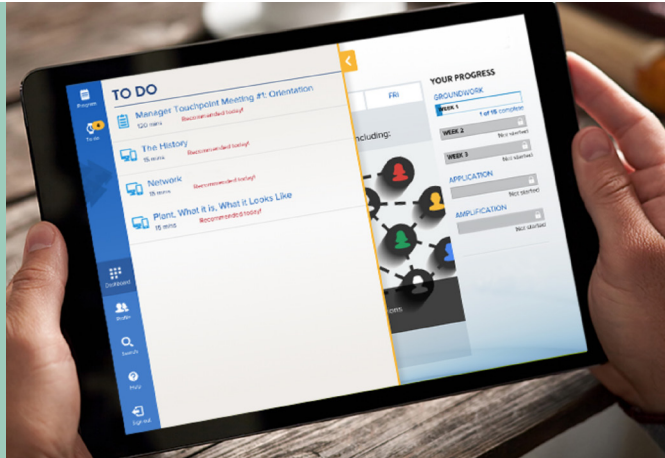 Program
4
To do
Dashboard
Profile
Search
Help
Sign out
TO DO
Manager Touchpoint Meeting #1: Orientation
120 mins Recommended today!
The History
15 mins Recommended today!
Network
15 mins Recommended today!
Plant, What it is, What it Looks Like
15 mins Recommended today!
FRI
including:
ions
YOUR PROGRESS
GROUNDWORK
WEEK 1
1 of 15 complete
WEEK 2
Not started
WEEK 3
Not started
APPLICATION
Not started
AMPLIFICATION
Not started